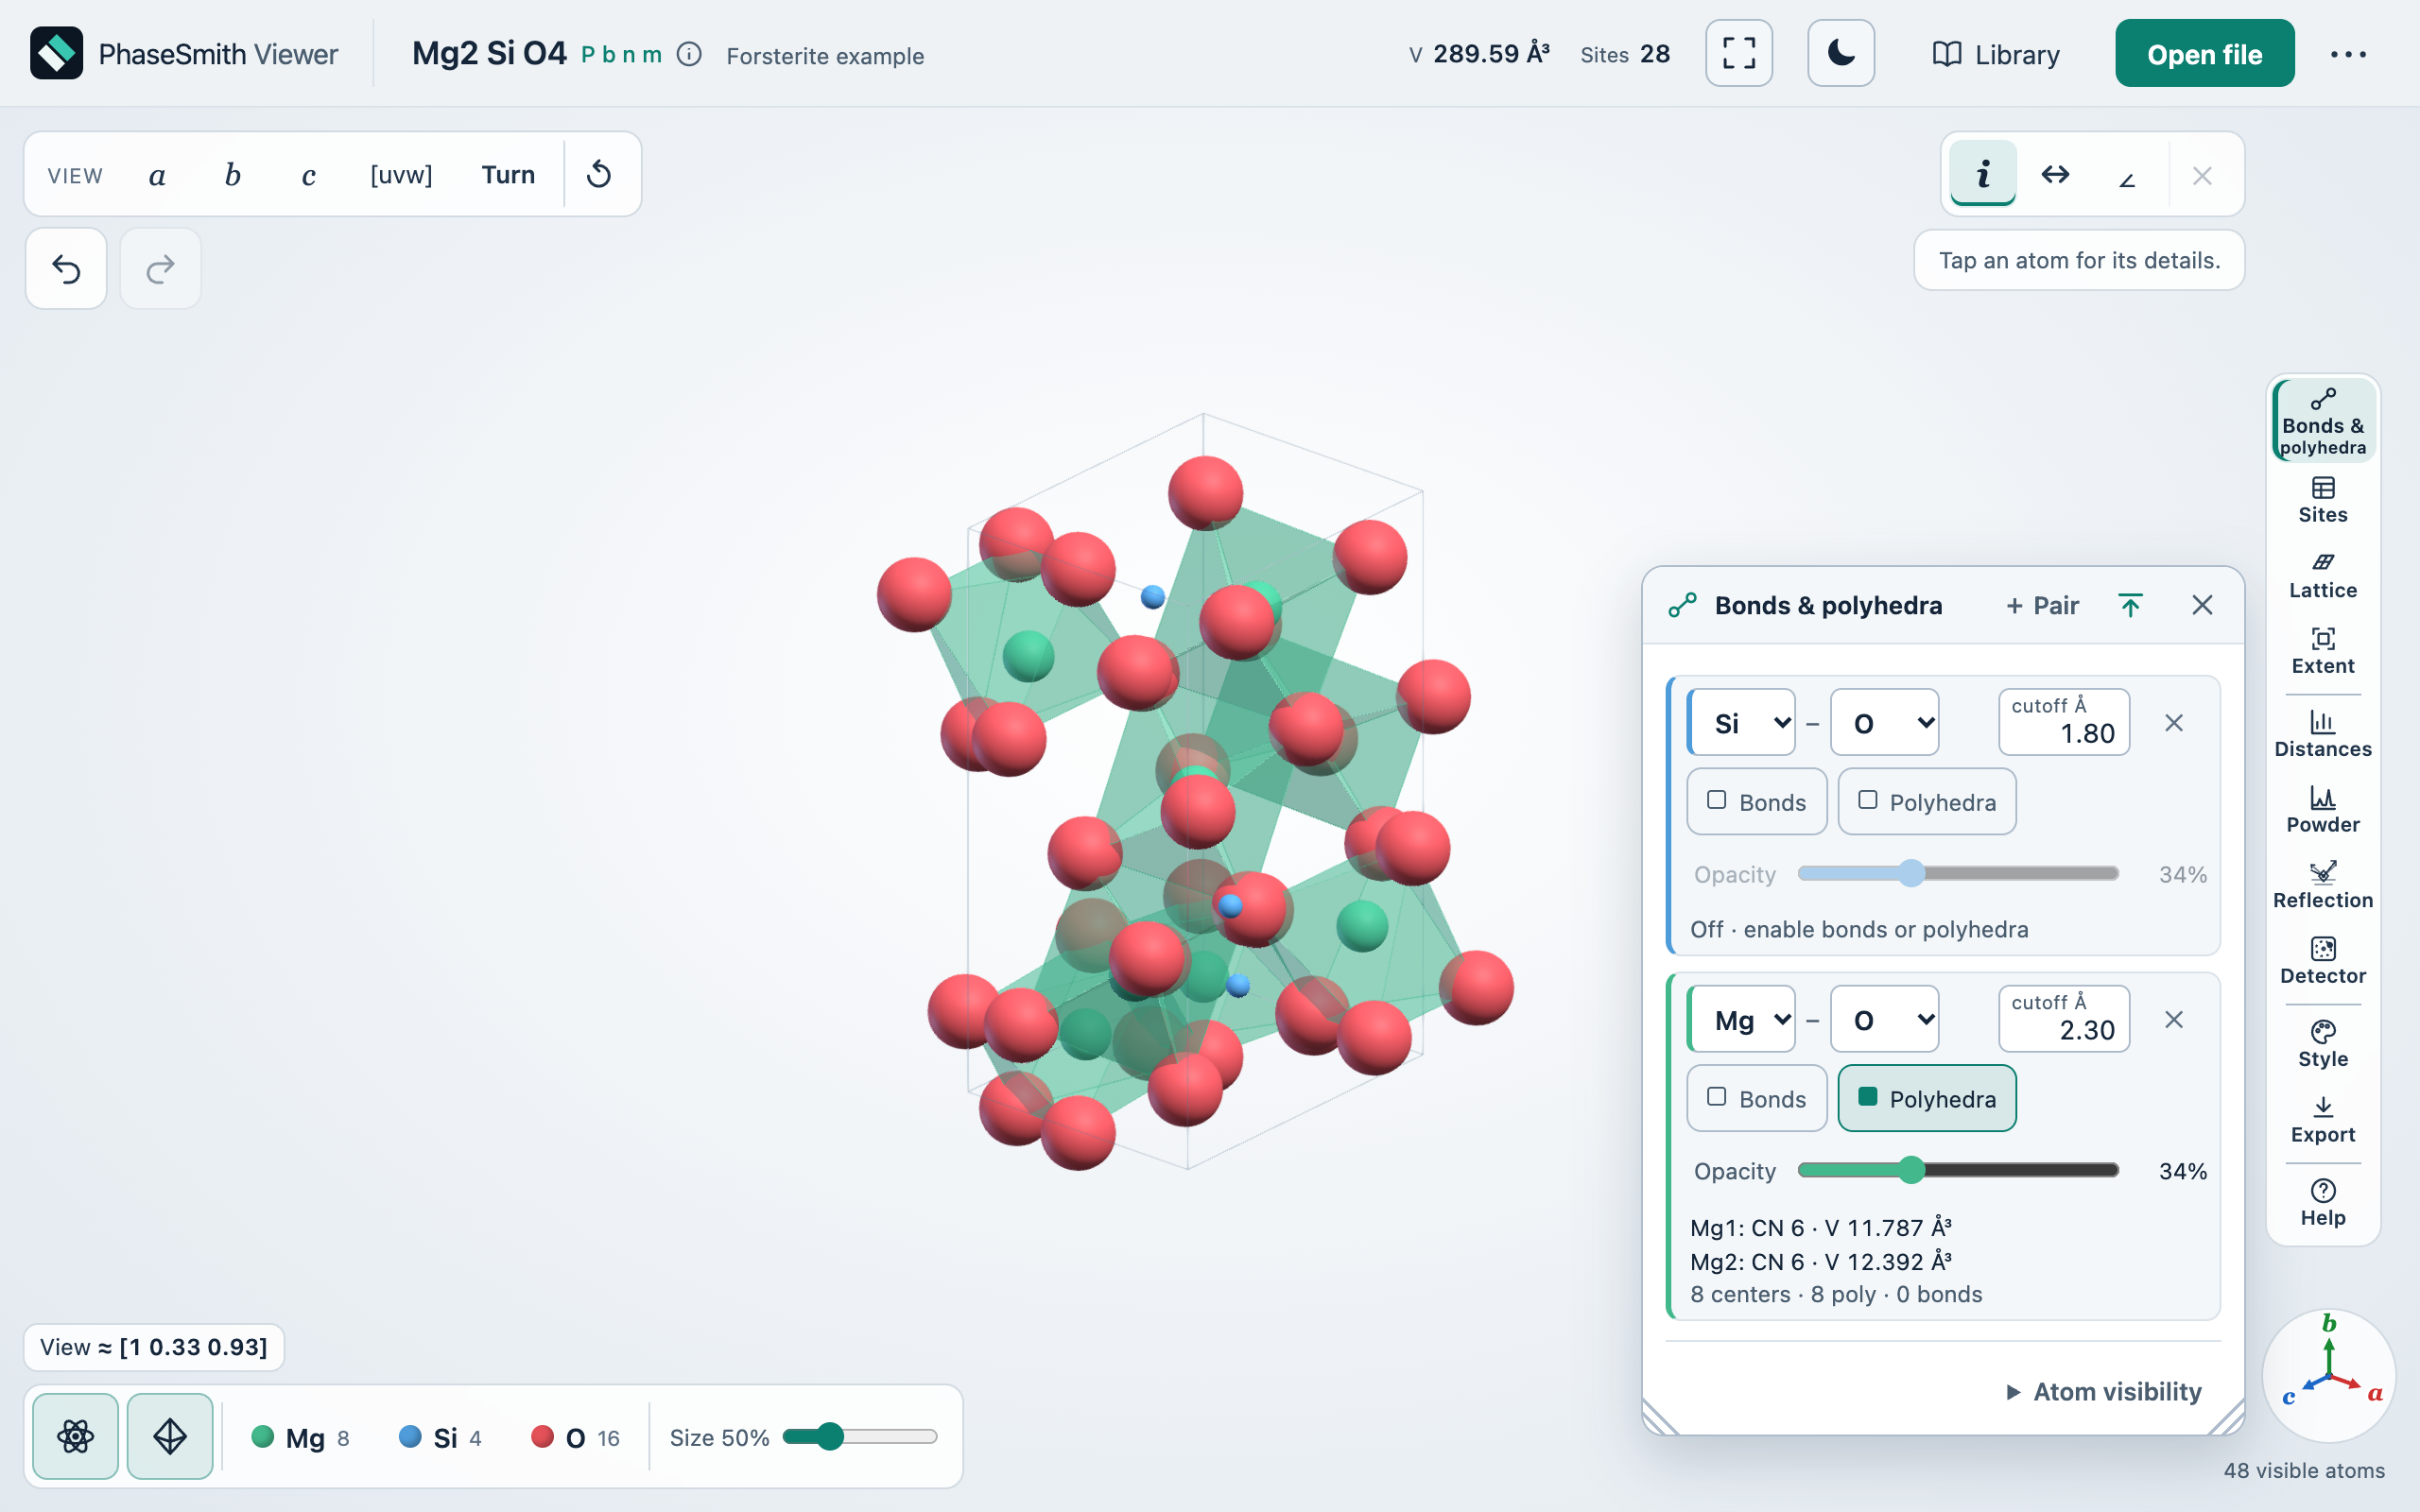 PhaseSmith Viewer
Mg2 Si O4 P b n m i Forsterite example
V 289.59 Å³ Sites 28
Library
Open file
VIEW a b c [uvw] Turn
i
Tap an atom for its details.
Bonds & polyhedra
Sites
Lattice
Extent
Distances
Powder
Reflection
Detector
Style
Export
Help
Bonds & polyhedra + Pair
Si – O cutoff Å 1.80
Bonds Polyhedra
Opacity 34%
Off · enable bonds or polyhedra
Mg – O cutoff Å 2.30
Bonds Polyhedra
Opacity 34%
Mg1: CN 6 · V 11.787 Å³
Mg2: CN 6 · V 12.392 Å³
8 centers · 8 poly · 0 bonds
Atom visibility
View ≈ [1 0.33 0.93]
Mg 8 Si 4 O 16 Size 50%
b
c a
48 visible atoms